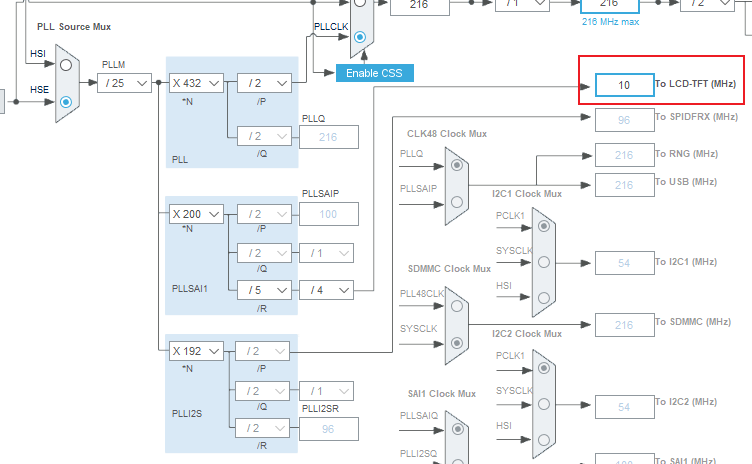 216
/ 1
216
/ 2
216 MHz max
PLL Source Mux
PLLCLK
HSI
HSE
PLLM
/ 25
X 432
*N
/ 2
/P
Enable CSS
PLLQ
/ 2
216
/Q
PLL
10
To LCD-TFT (MHz)
96
To SPIDFRX (MHz)
CLK48 Clock Mux
PLLQ
PLLSAIP
216
To RNG (MHz)
216
To USB (MHz)
PLLSAIP
X 200
*N
/ 2
100
/P
/ 2
/ 1
/Q
PLLSAI1
/ 5
/ 4
/R
I2C1 Clock Mux
PCLK1
SYSCLK
HSI
54
To I2C1 (MHz)
SDMMC Clock Mux
PLL48CLK
SYSCLK
216
To SDMMC (MHz)
X 192
*N
/ 2
/P
/ 2
/ 1
/Q
PLLI2SR
PLLI2S
/ 2
96
/R
I2C2 Clock Mux
PCLK1
SYSCLK
HSI
54
To I2C2 (MHz)
SAI1 Clock Mux
PLLSAIQ
PLLI2SQ
To SAI1 (MHz)